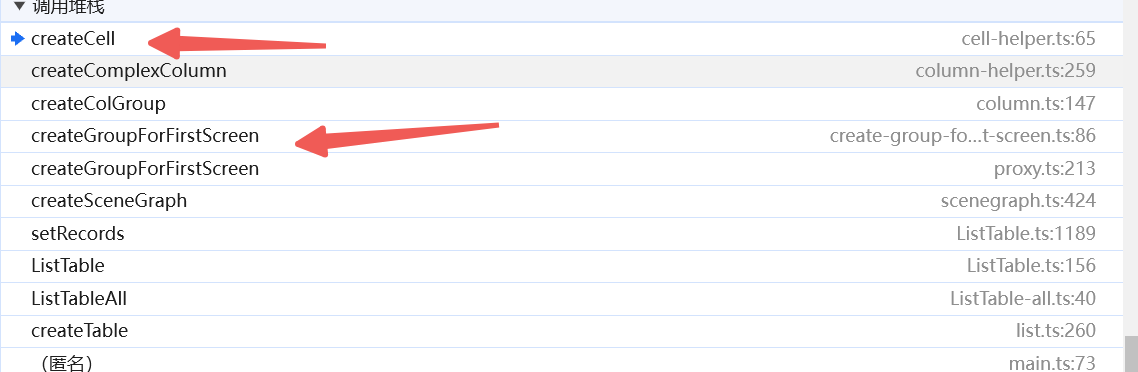 调用堆栈
createCell cell-helper.ts:65
createComplexColumn column-helper.ts:259
createColGroup column.ts:147
createGroupForFirstScreen create-group-fo…t-screen.ts:86
createGroupForFirstScreen proxy.ts:213
createSceneGraph scenegraph.ts:424
setRecords ListTable.ts:1189
ListTable ListTable.ts:156
ListTableAll ListTable-all.ts:40
createTable list.ts:260
（匿名） main.ts:73